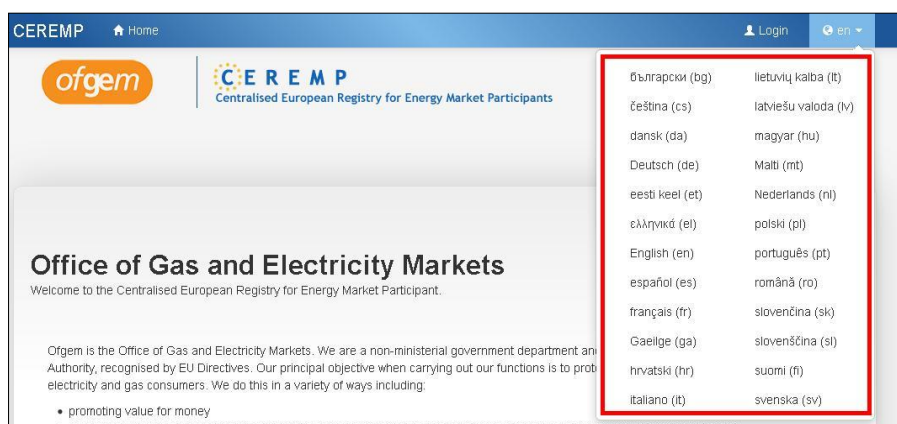 CEREMP Home Login en
ofgem
C E R E M P
Centralised European Registry for Energy Market Participants
български (bg) lietuvių kalba (lt)
čeština (cs) latviešu valoda (lv)
dansk (da) magyar (hu)
Deutsch (de) Malti (mt)
eesti keel (et) Nederlands (nl)
ελληνικά (el) polski (pl)
English (en) português (pt)
español (es) română (ro)
français (fr) slovenčina (sk)
Gaeilge (ga) slovenščina (sl)
hrvatski (hr) suomi (fi)
italiano (it) svenska (sv)
Office of Gas and Electricity Markets
Welcome to the Centralised European Registry for Energy Market Participant.
Ofgem is the Office of Gas and Electricity Markets. We are a non-ministerial government department an
Authority, recognised by EU Directives. Our principal objective when carrying out our functions is to prot
electricity and gas consumers. We do this in a variety of ways including:
• promoting value for money